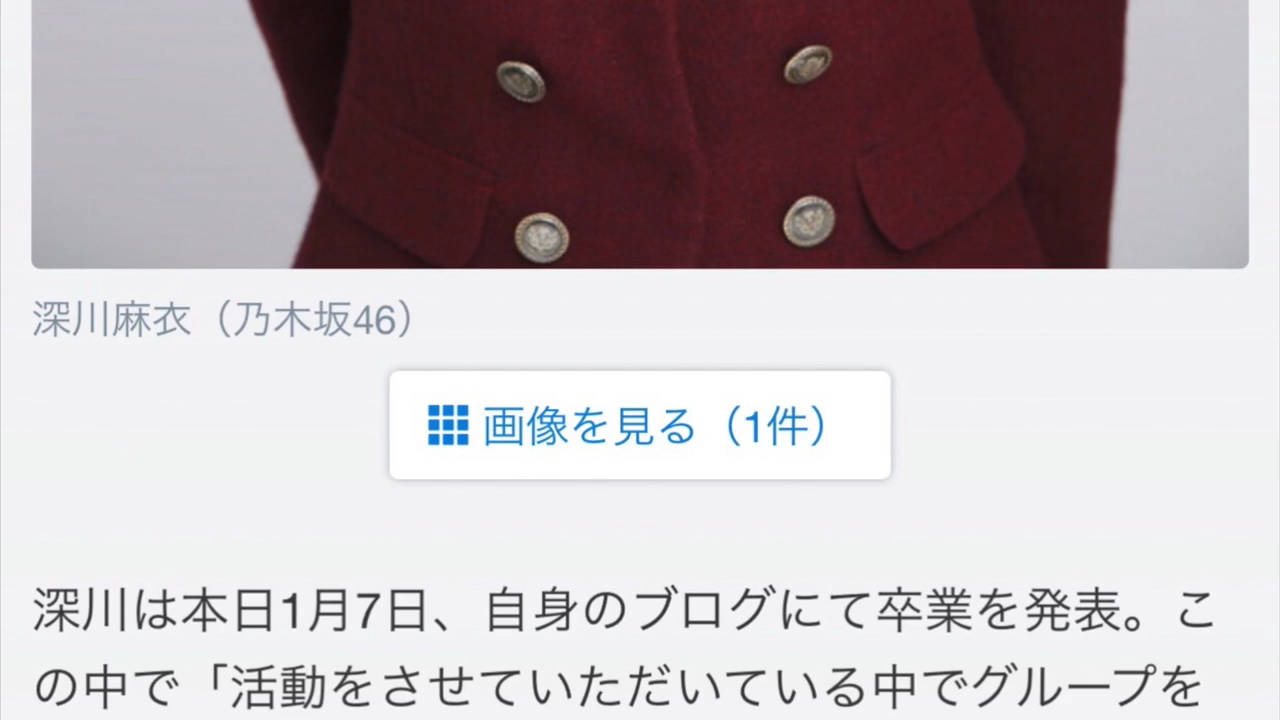 深川麻衣（乃木坂46）
画像を見る（1件）
深川は本日1月7日、自身のブログにて卒業を発表。こ
の中で「活動をさせていただいている中でグループを